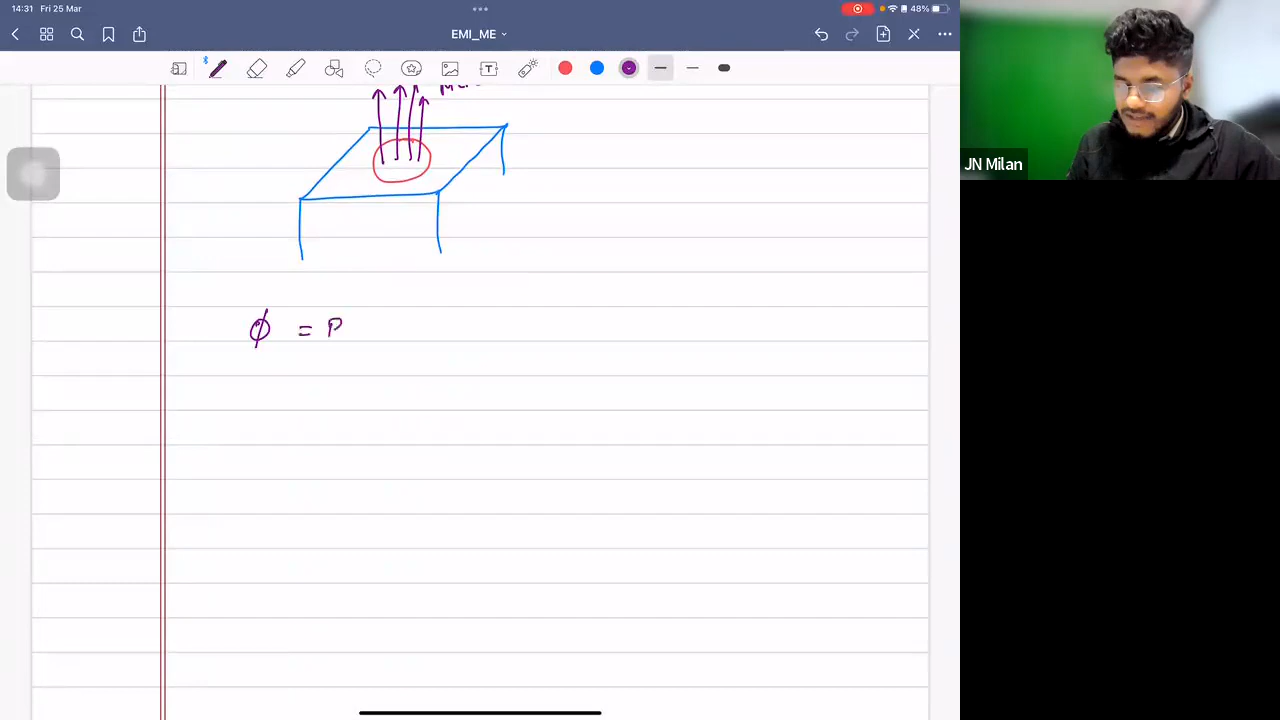 14:31 Fri 25 Mar
48%
EMI_ME
JN Milan
ϕ = P